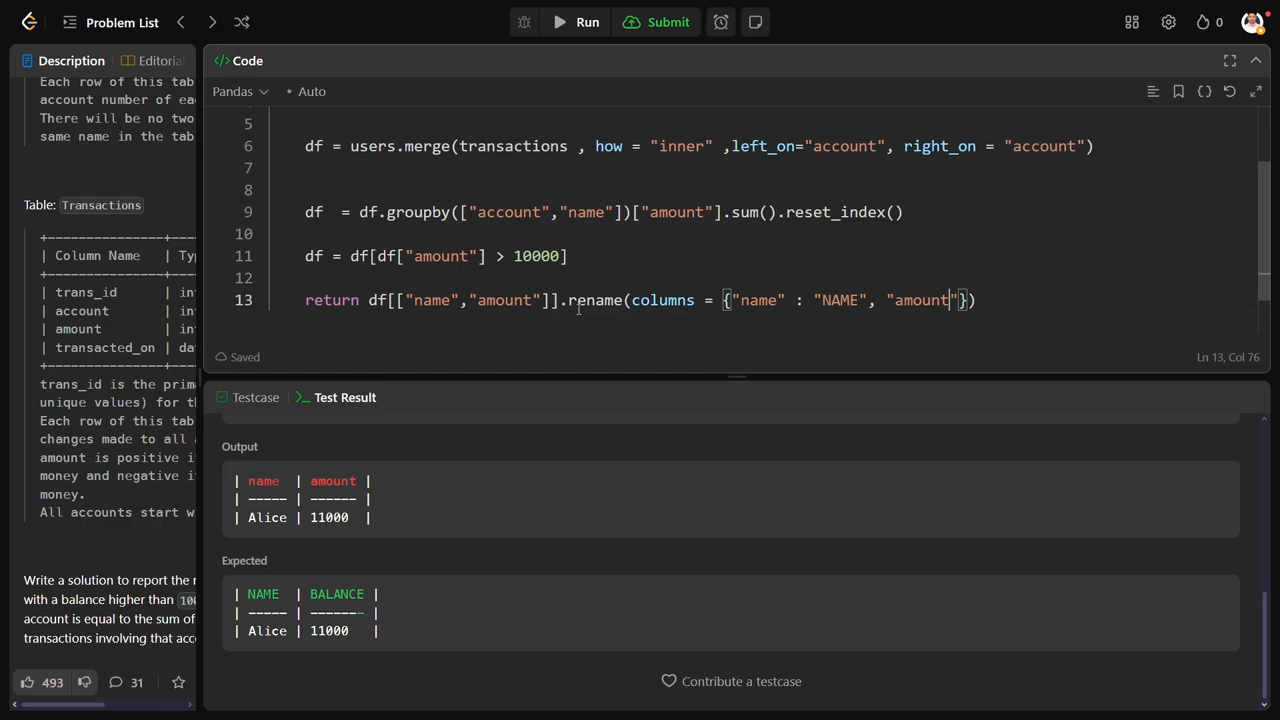 Problem List
Run
Submit
0
Description
Editorial
Each row of this tab
account number of eac
There will be no two
same name in the tab
Table: Transactions
+---------------+----
| Column Name | Ty
+---------------+----
| trans_id | in
| account | in
| amount | in
| transacted_on | da
+---------------+----
trans_id is the prim
unique values) for th
Each row of this tab
changes made to all a
amount is positive i
money and negative i
money.
All accounts start w
Write a solution to report the
with a balance higher than 100
account is equal to the sum of
transactions involving that acc
493
31
</> Code
Pandas
• Auto
5
6 df = users.merge(transactions , how = "inner" ,left_on="account", right_on = "account")
7
8
9 df  = df.groupby(["account","name"])["amount"].sum().reset_index()
10
11 df = df[df["amount"] > 10000]
12
13 return df[["name","amount"]].rename(columns = {"name" : "NAME", "amount"})
Saved
Ln 13, Col 76
Testcase
>_ Test Result
Output
| name  | amount |
| ----- | ------ |
| Alice | 11000  |
Expected
| NAME  | BALANCE |
| ----- | ------- |
| Alice | 11000   |
Contribute a testcase